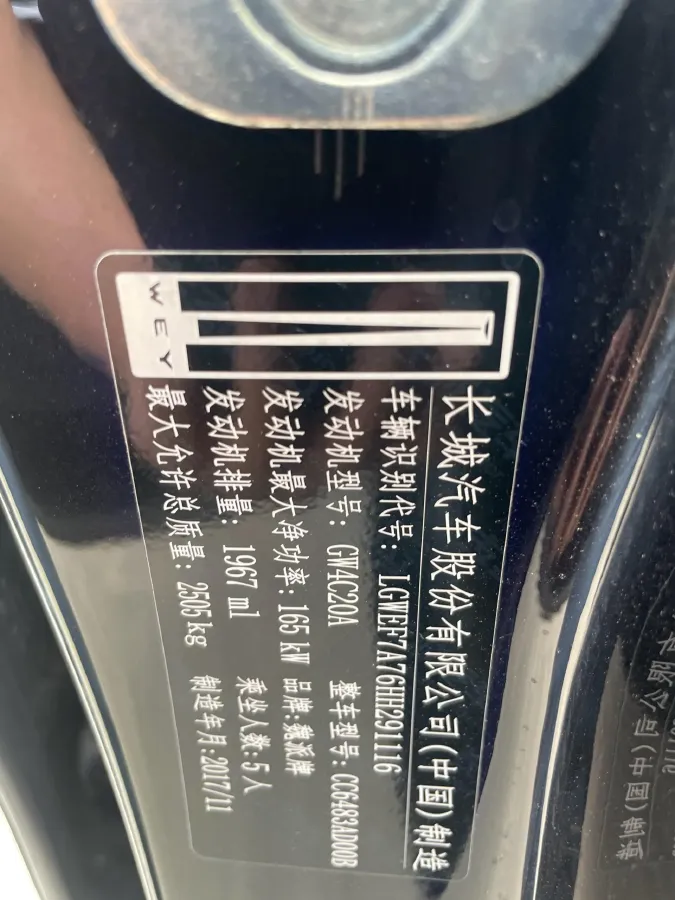 WEY
长城汽车股份有限公司(中国)制造
车辆识别代号: LGWEF7A76HH291116
发动机型号: GW4C20A 整车型号: CC6483AD00B
发动机最大净功率: 165 kW 品牌: 魏派牌
发动机排量: 1967 ml 乘坐人数: 5 人
最大允许总质量: 2505 kg 制造年月: 2017/11